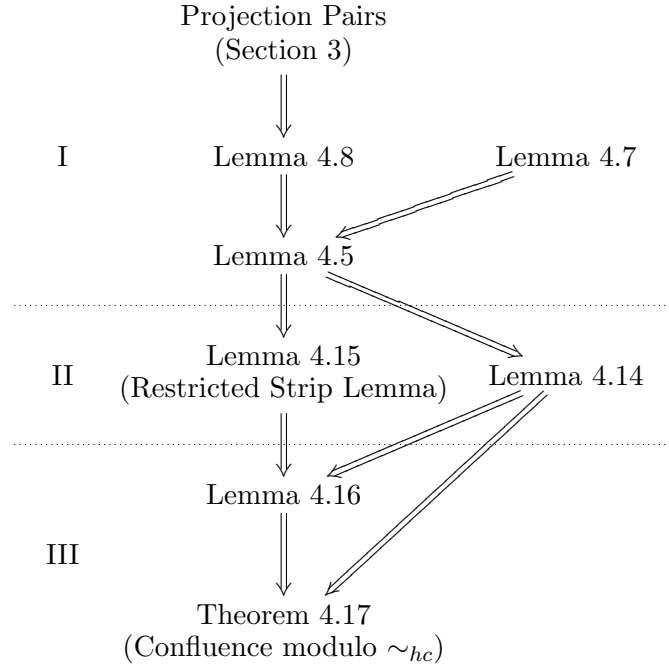 Projection Pairs
(Section 3)
I
Lemma 4.8
Lemma 4.7
Lemma 4.5
II
Lemma 4.15
(Restricted Strip Lemma)
Lemma 4.14
Lemma 4.16
III
Theorem 4.17
(Confluence modulo ∼hc)